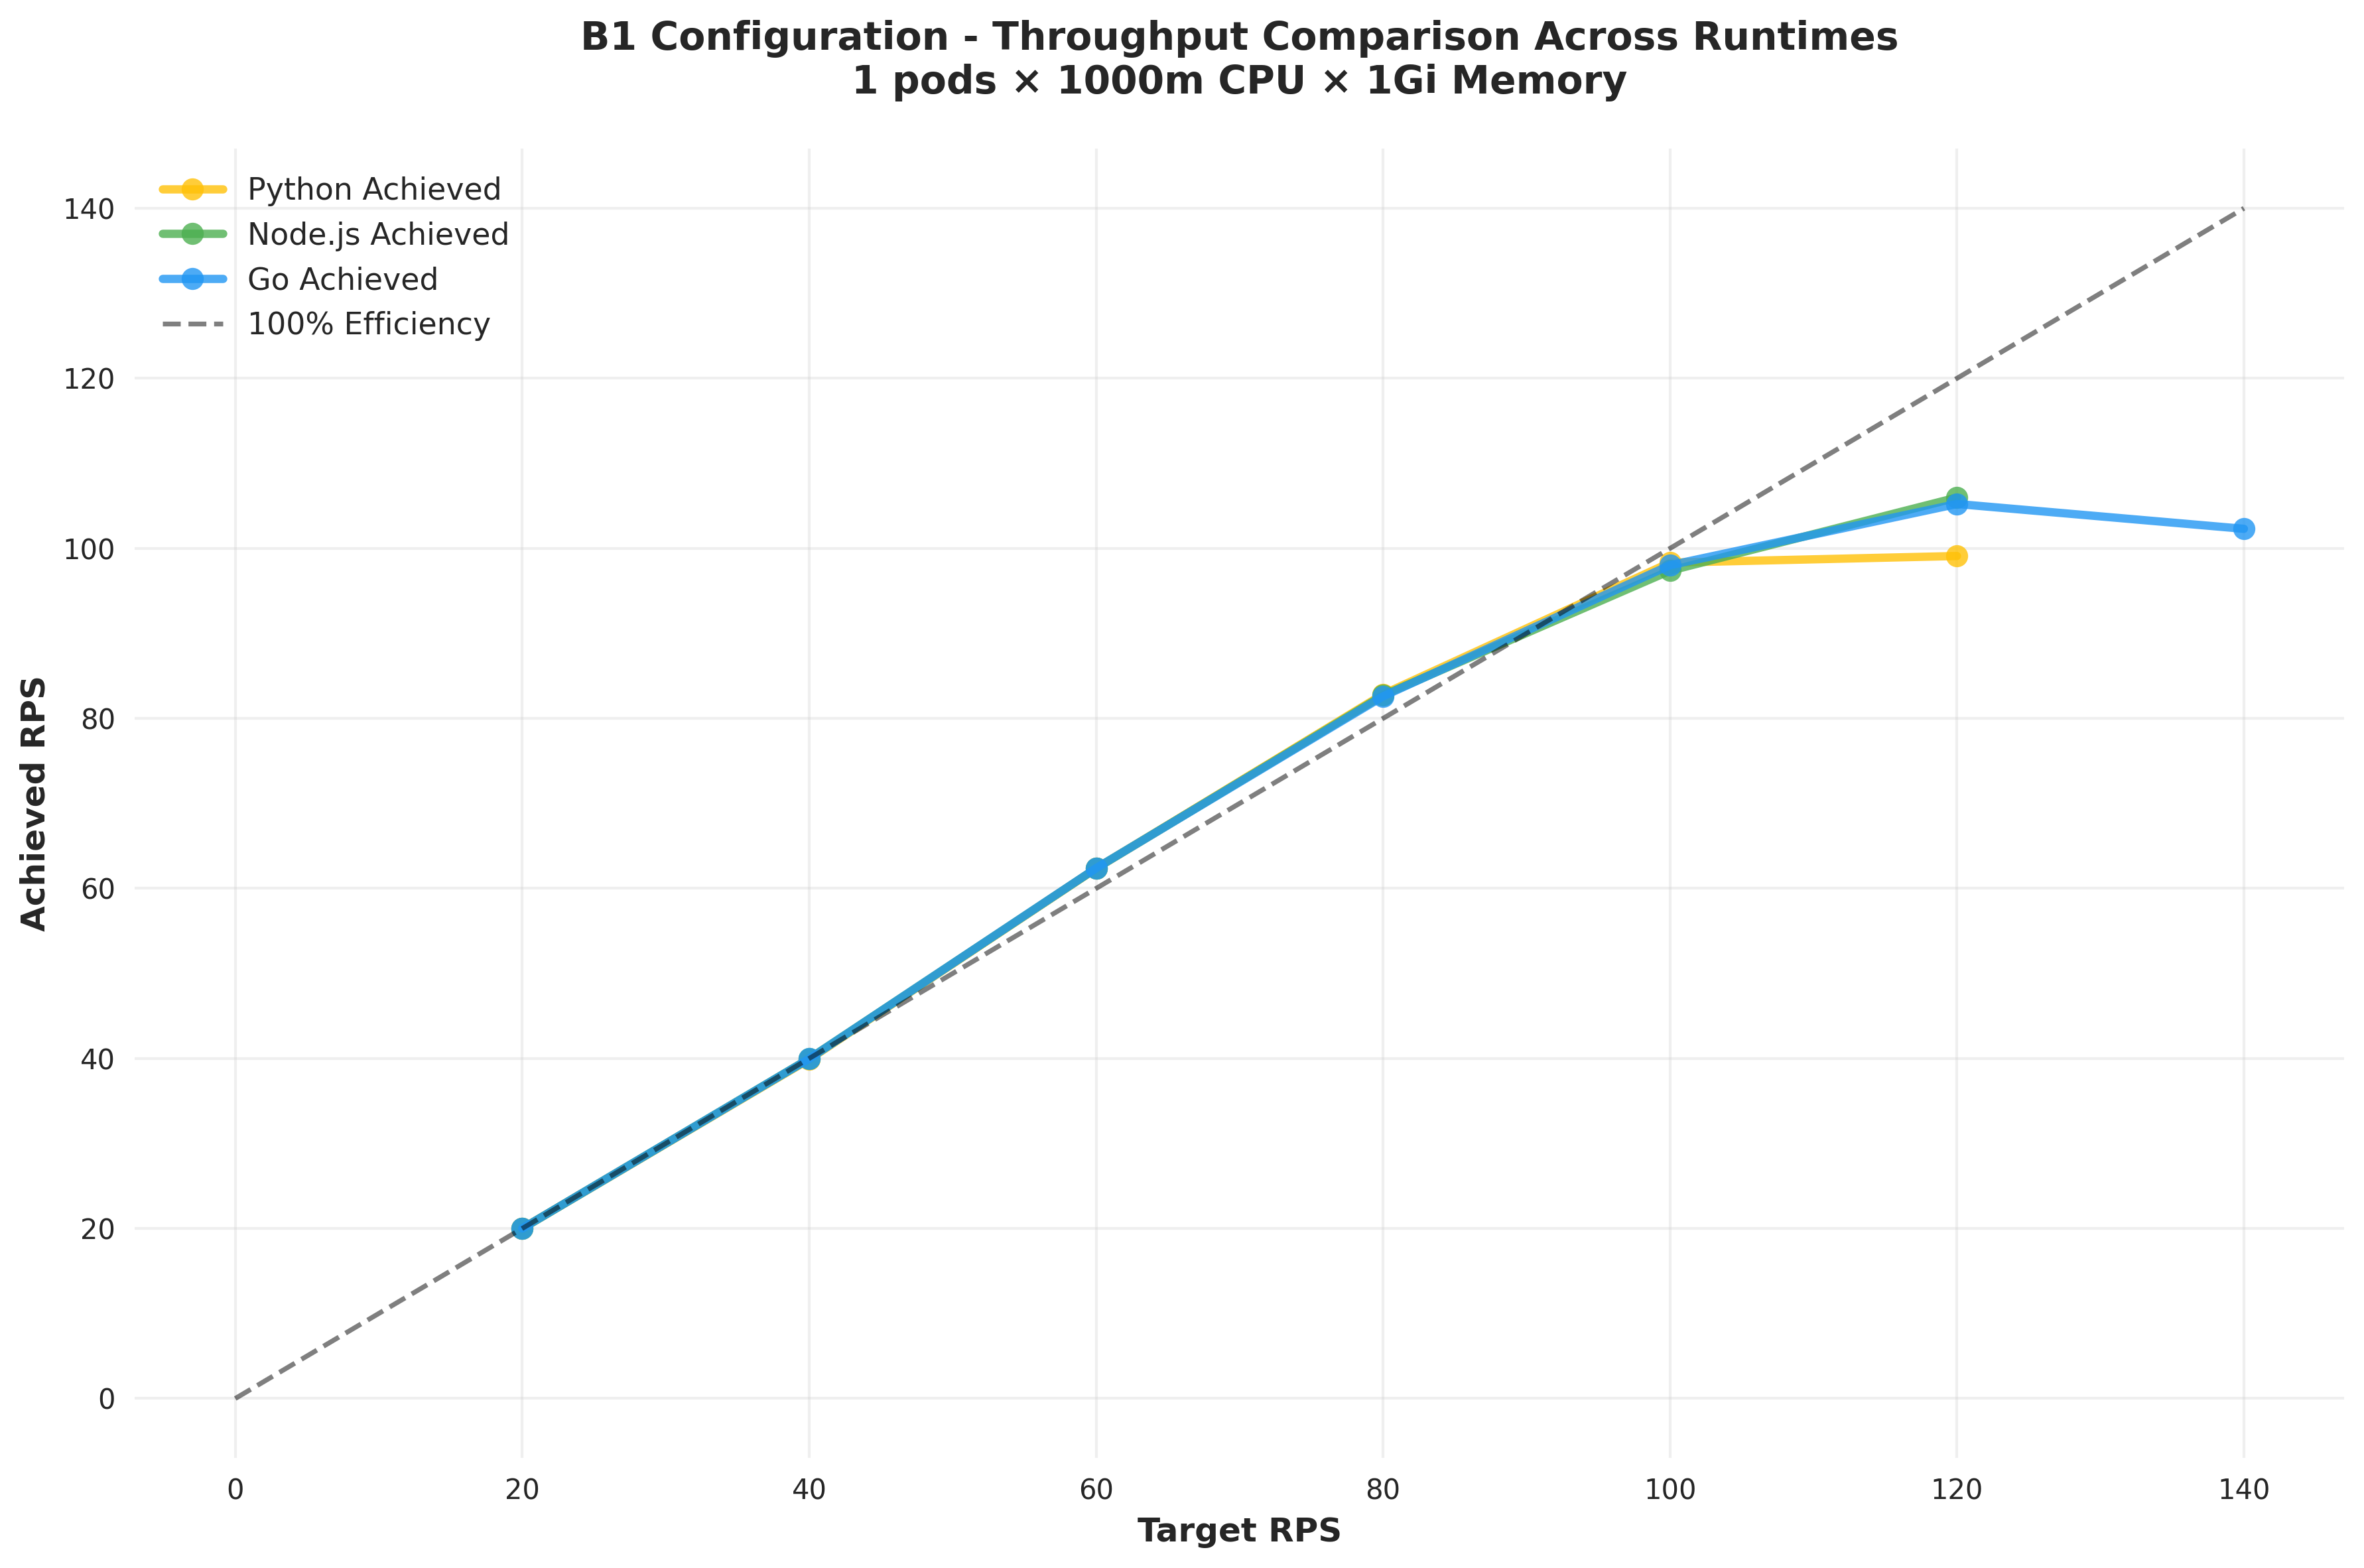 B1 Configuration - Throughput Comparison Across Runtimes
1 pods × 1000m CPU × 1Gi Memory
Python Achieved
Node.js Achieved
Go Achieved
100% Efficiency
Achieved RPS
140
120
100
80
60
40
20
0
0 20 40 60 80 100 120 140
Target RPS